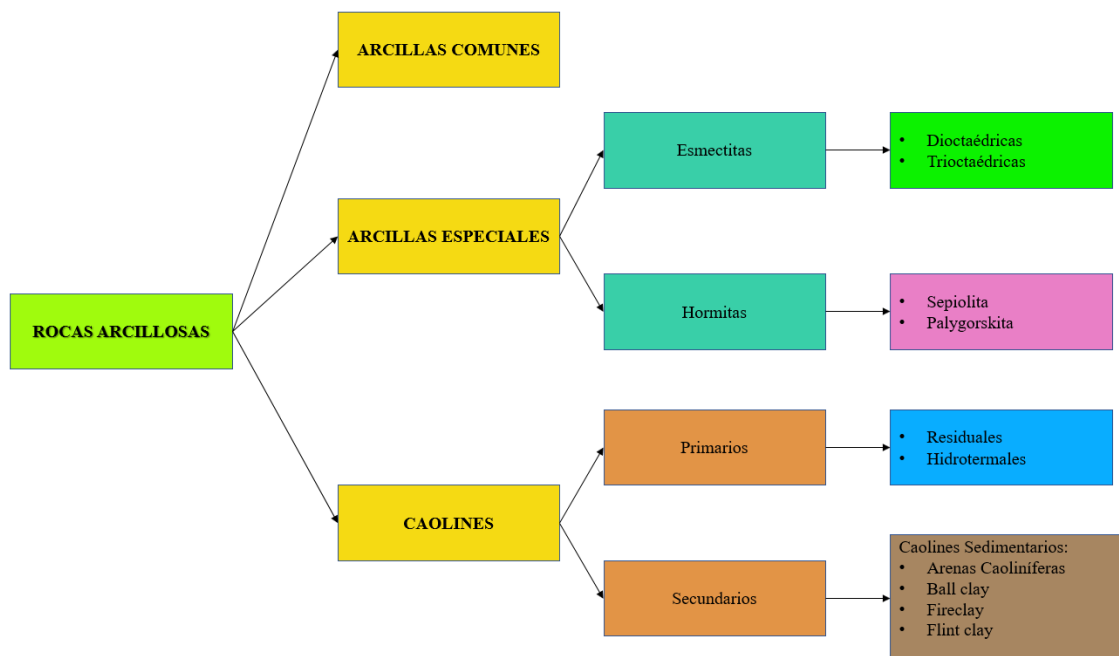 ROCAS ARCILLOSAS
ARCILLAS COMUNES
ARCILLAS ESPECIALES
Esmectitas
• Dioctaédricas
• Trioctaédricas
Hormitas
• Sepiolita
• Palygorskita
CAOLINES
Primarios
• Residuales
• Hidrotermales
Secundarios
Caolines Sedimentarios:
• Arenas Caoliníferas
• Ball clay
• Fireclay
• Flint clay